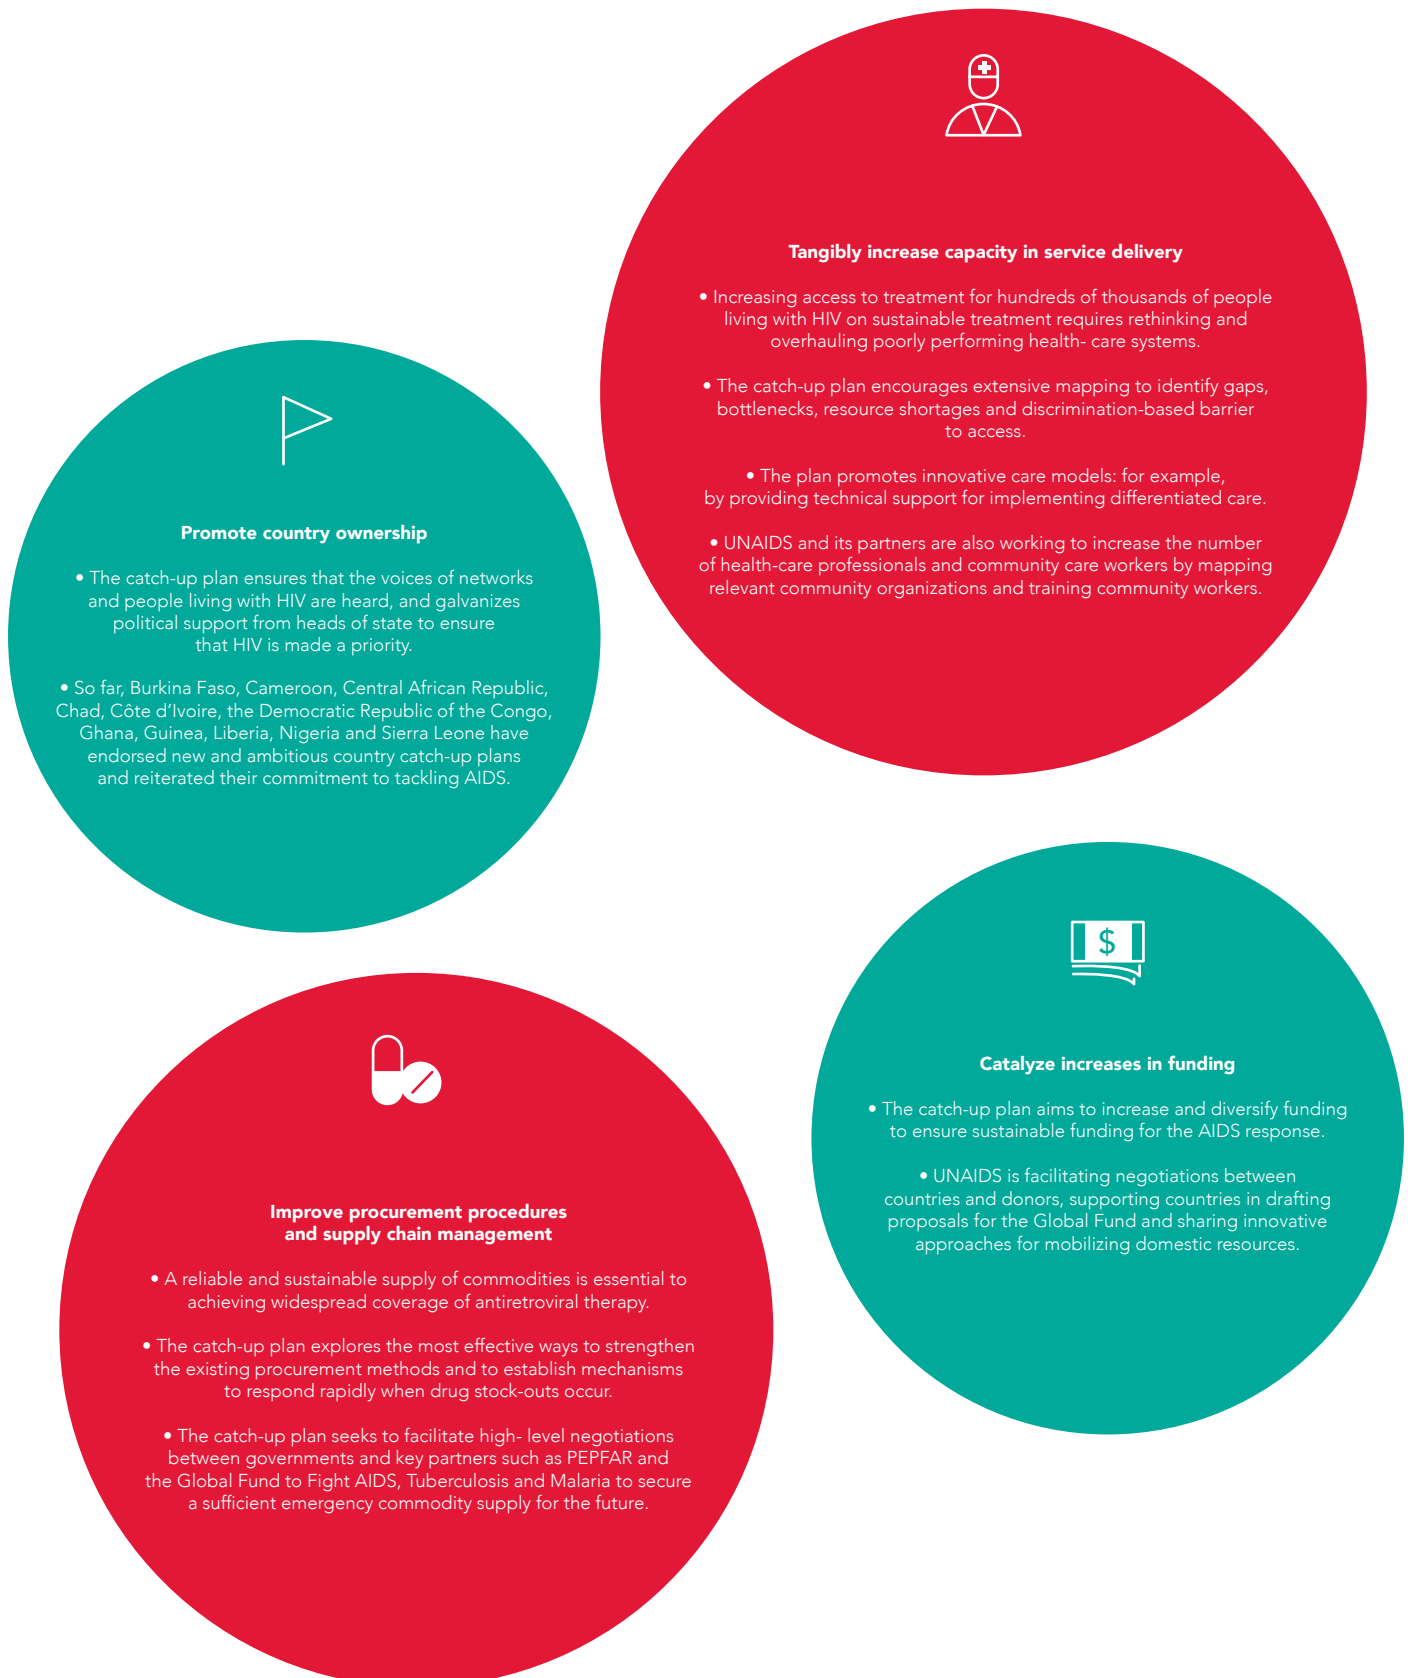 Tangibly increase capacity in service delivery
• Increasing access to treatment for hundreds of thousands of people
living with HIV on sustainable treatment requires rethinking and
overhauling poorly performing health- care systems.
• The catch-up plan encourages extensive mapping to identify gaps,
bottlenecks, resource shortages and discrimination-based barrier
to access.
• The plan promotes innovative care models: for example,
by providing technical support for implementing differentiated care.
• UNAIDS and its partners are also working to increase the number
of health-care professionals and community care workers by mapping
relevant community organizations and training community workers.
Promote country ownership
• The catch-up plan ensures that the voices of networks
and people living with HIV are heard, and galvanizes
political support from heads of state to ensure
that HIV is made a priority.
• So far, Burkina Faso, Cameroon, Central African Republic,
Chad, Côte d’Ivoire, the Democratic Republic of the Congo,
Ghana, Guinea, Liberia, Nigeria and Sierra Leone have
endorsed new and ambitious country catch-up plans
and reiterated their commitment to tackling AIDS.
$
Catalyze increases in funding
• The catch-up plan aims to increase and diversify funding
to ensure sustainable funding for the AIDS response.
• UNAIDS is facilitating negotiations between
countries and donors, supporting countries in drafting
proposals for the Global Fund and sharing innovative
approaches for mobilizing domestic resources.
Improve procurement procedures
and supply chain management
• A reliable and sustainable supply of commodities is essential to
achieving widespread coverage of antiretroviral therapy.
• The catch-up plan explores the most effective ways to strengthen
the existing procurement methods and to establish mechanisms
to respond rapidly when drug stock-outs occur.
• The catch-up plan seeks to facilitate high- level negotiations
between governments and key partners such as PEPFAR and
the Global Fund to Fight AIDS, Tuberculosis and Malaria to secure
a sufficient emergency commodity supply for the future.